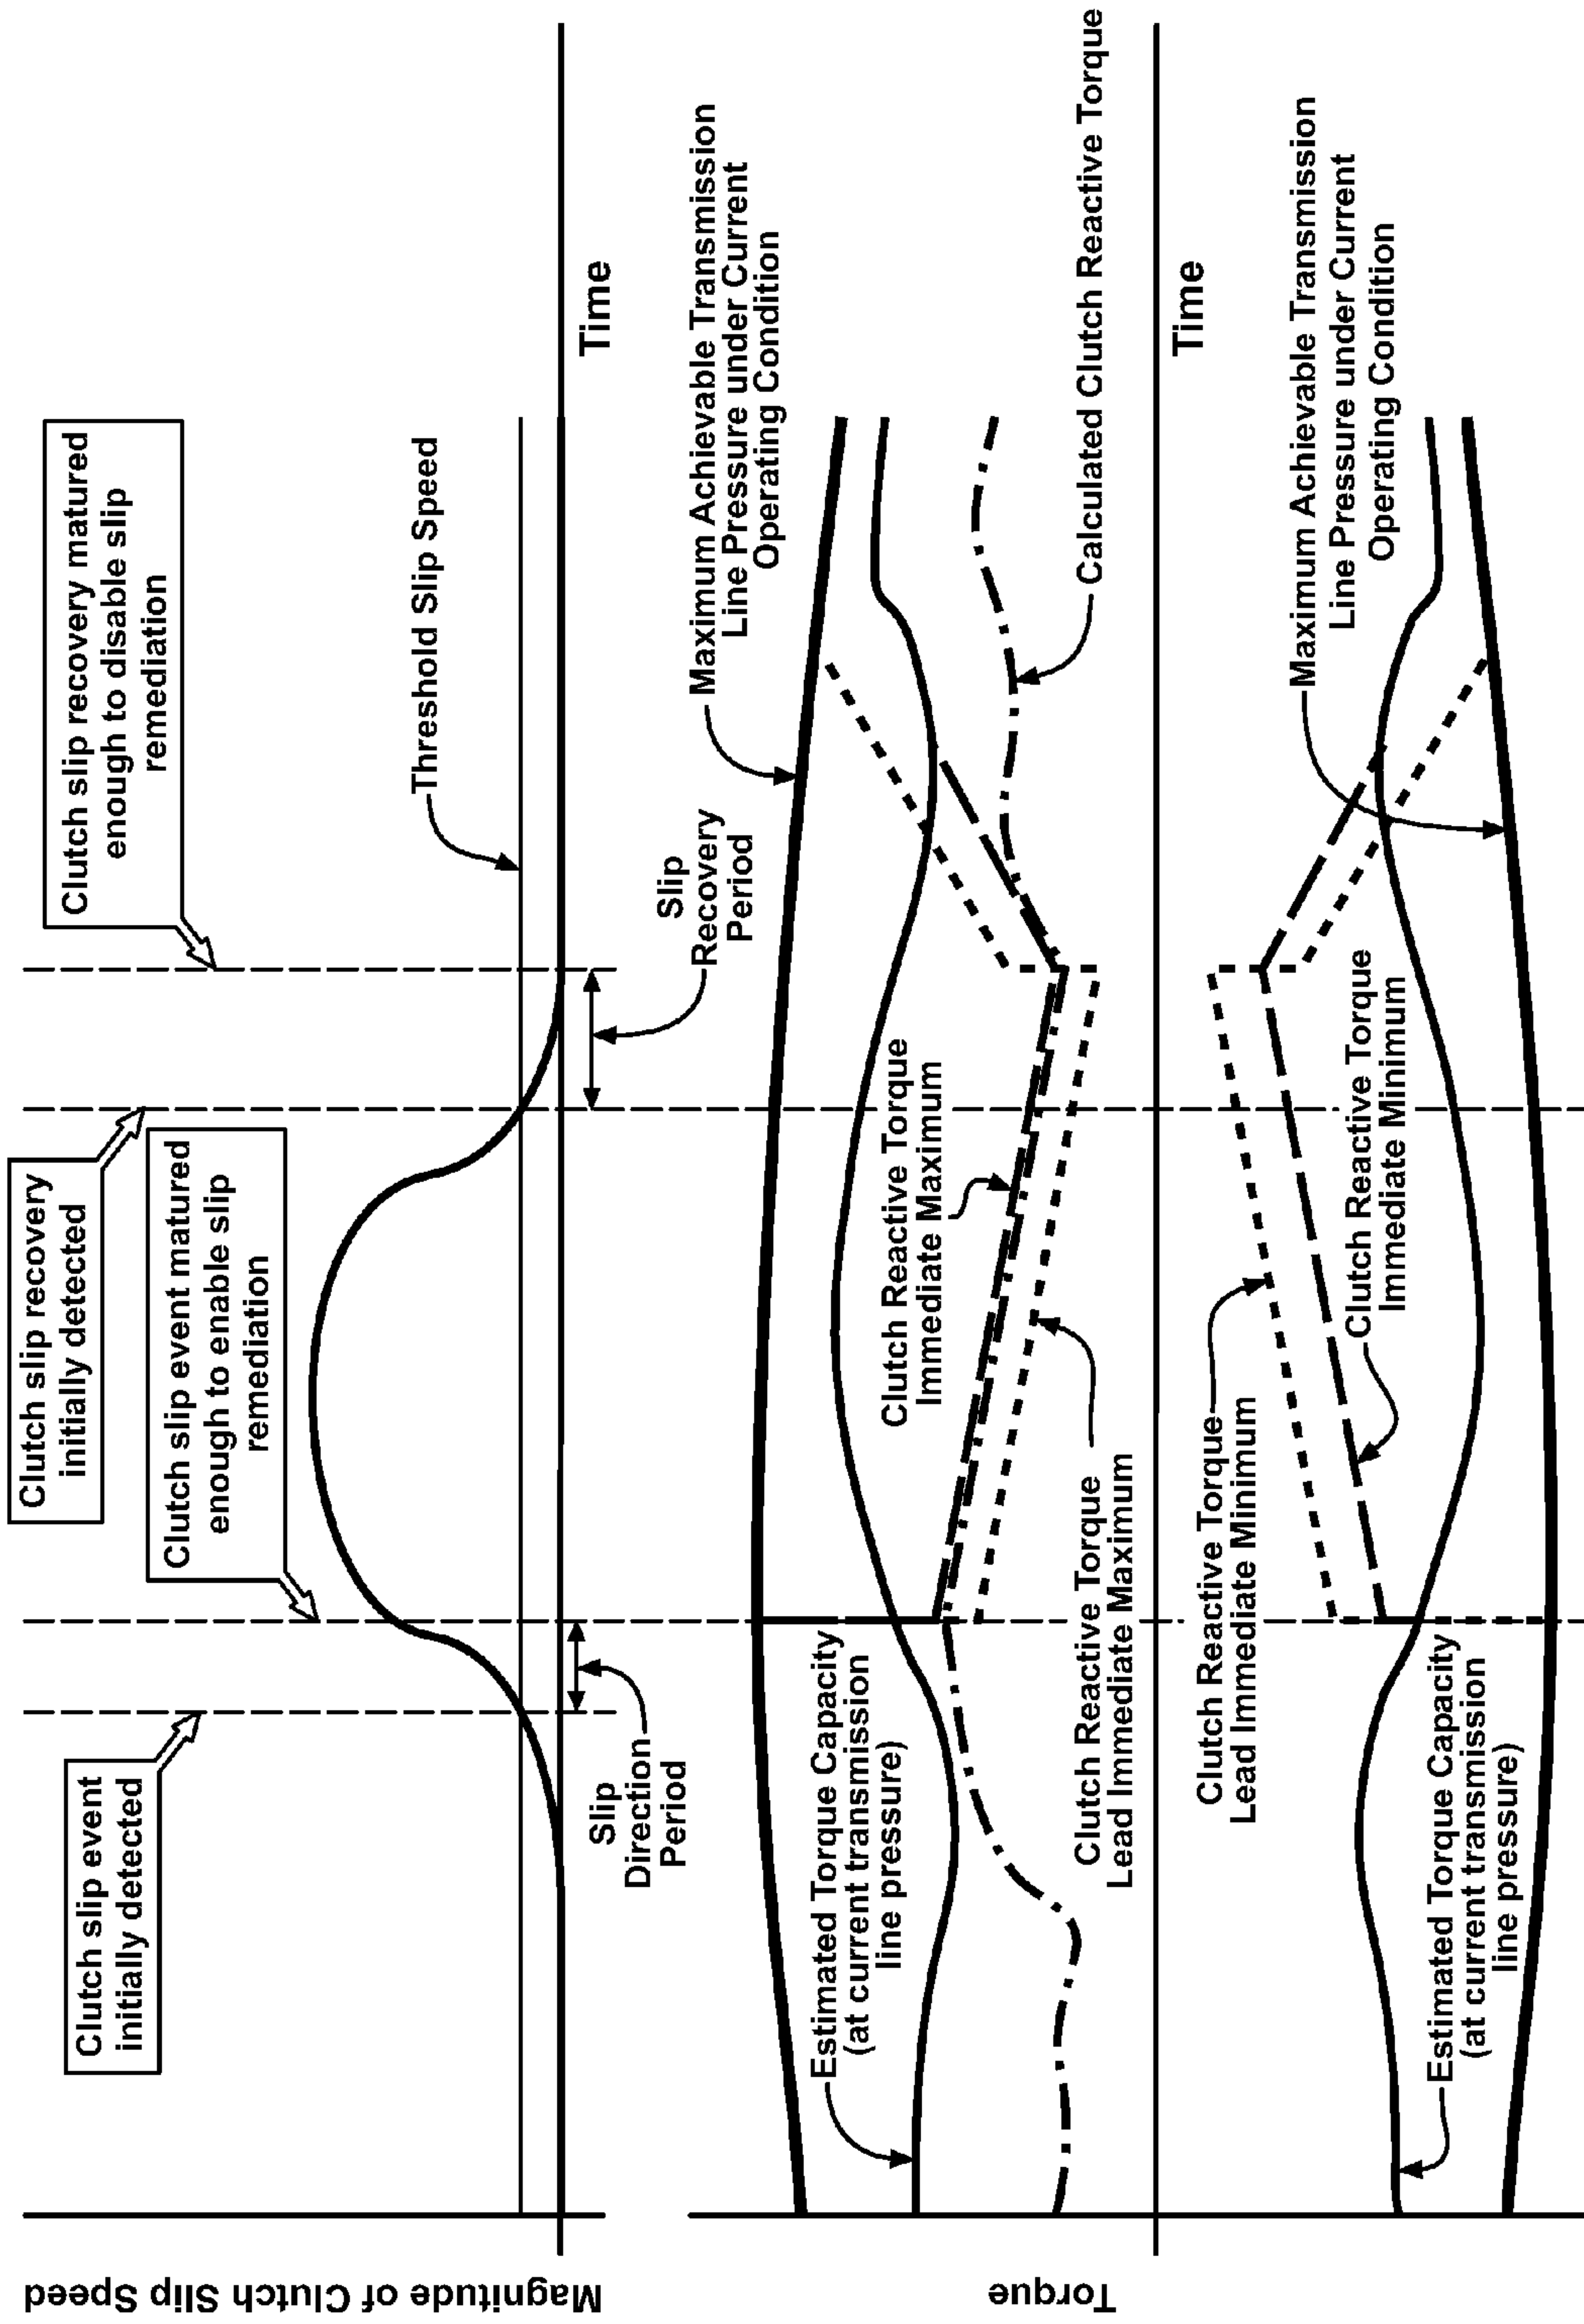 Clutch slip event
initially detected
Clutch slip recovery
initially detected
Clutch slip event matured
enough to enable slip
remediation
Clutch slip recovery matured
enough to disable slip
remediation
Magnitude of Clutch Slip Speed
Threshold Slip Speed
Time
Slip
Direction
Period
Slip
Recovery
Period
Maximum Achievable Transmission
Line Pressure under Current
Operating Condition
Torque
Estimated Torque Capacity
(at current transmission
line pressure)
Clutch Reactive Torque
Immediate Maximum
Clutch Reactive Torque
Lead Immediate Maximum
Calculated Clutch Reactive Torque
Time
Clutch Reactive Torque
Lead Immediate Minimum
Clutch Reactive Torque
Immediate Minimum
Maximum Achievable Transmission
Line Pressure under Current
Operating Condition
Estimated Torque Capacity
(at current transmission
line pressure)